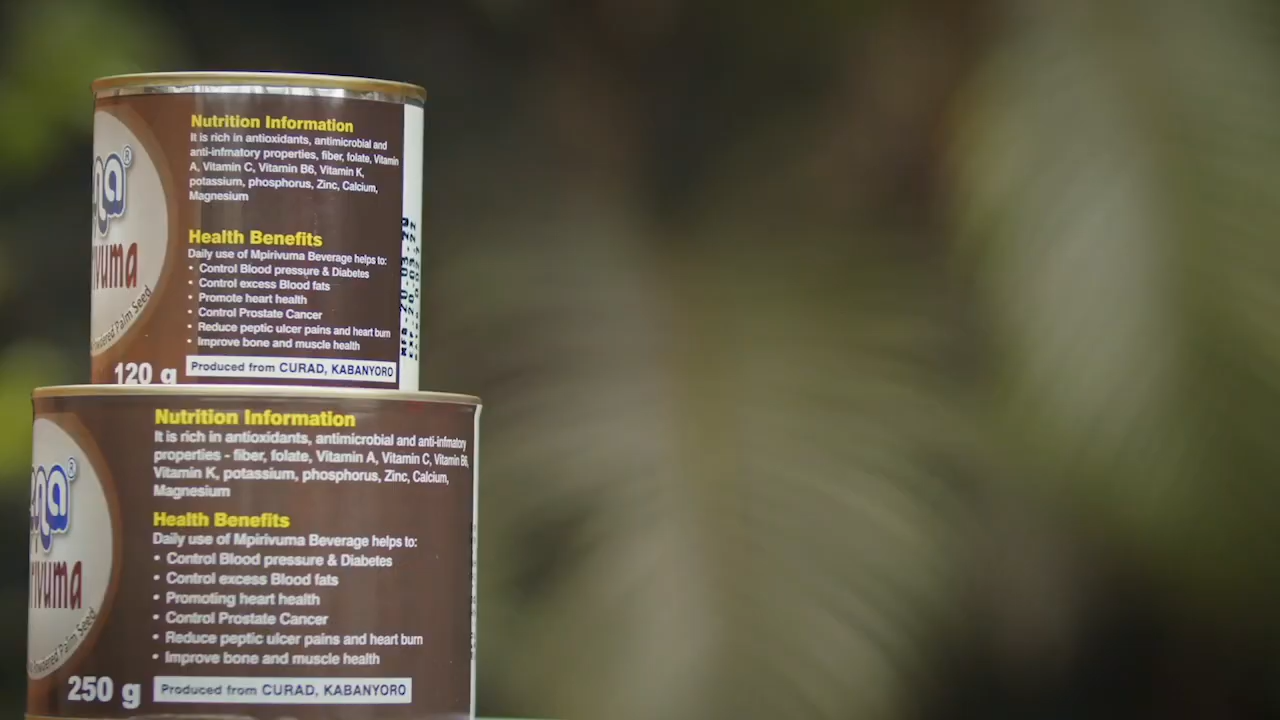 Nutrition Information
It is rich in antioxidants, antimicrobial and
anti-infmatory properties, fiber, folate, Vitamin
A, Vitamin C, Vitamin B6, Vitamin K,
potassium, phosphorus, Zinc, Calcium,
Magnesium
Health Benefits
Daily use of Mpirivuma Beverage helps to:
• Control Blood pressure & Diabetes
• Control excess Blood fats
• Promote heart health
• Control Prostate Cancer
• Reduce peptic ulcer pains and heart burn
• Improve bone and muscle health
Palm Seed
120 g
Produced from CURAD, KABANYORO
Nutrition Information
It is rich in antioxidants, antimicrobial and anti-infmatory
properties - fiber, folate, Vitamin A, Vitamin C, Vitamin B6,
Vitamin K, potassium, phosphorus, Zinc, Calcium,
Magnesium
Health Benefits
Daily use of Mpirivuma Beverage helps to:
• Control Blood pressure & Diabetes
• Control excess Blood fats
• Promoting heart health
• Control Prostate Cancer
• Reduce peptic ulcer pains and heart burn
• Improve bone and muscle health
Palm Seed
250 g
Produced from CURAD, KABANYORO